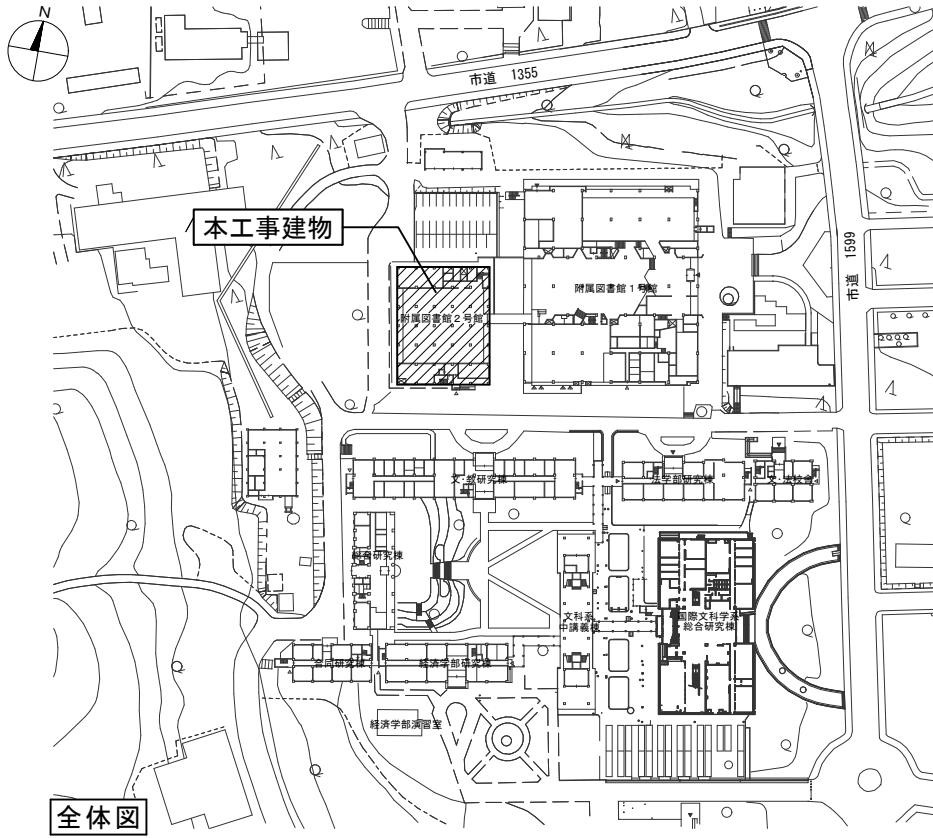 N
市道 1355
本工事建物
市道 1599
附属図書館1号館
附属図書館2号館
文・教研究棟
法学部研究棟
文・法校舎
総合研究棟
文科系
中講義棟
国際文科学系
総合研究棟
合同研究棟
経済学部研究棟
経済学部演習室
全体図